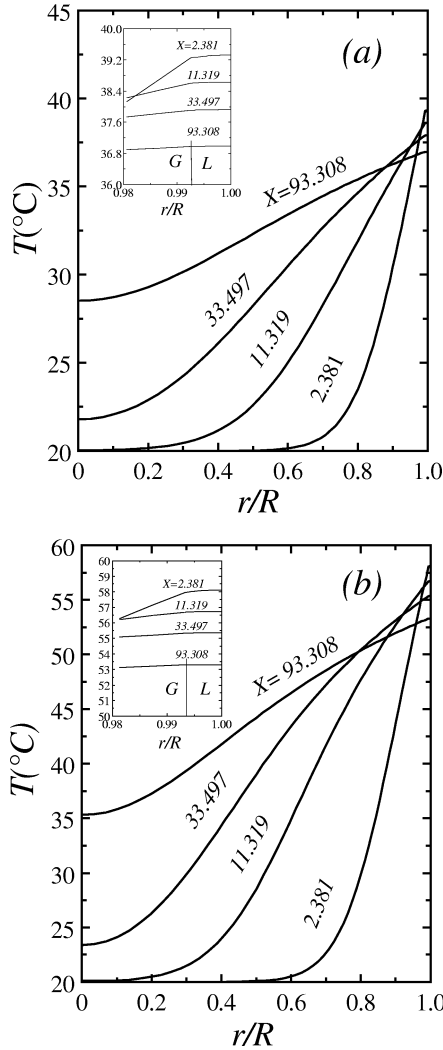 45
40
35
30
25
20
T(°C)
(a)
40.0
39.2
38.4
37.6
36.8
36.0
X=2.381
11.319
33.497
93.308
G L
0.98 0.99 1.00
r/R
X=93.308
33.497
11.319
2.381
0 0.2 0.4 0.6 0.8 1.0
r/R
60
55
50
45
40
35
30
25
20
T(°C)
(b)
60
59
58
57
56
55
54
53
52
51
50
X=2.381
11.319
33.497
93.308
G L
0.98 0.99 1.00
r/R
X= 93.308
33.497
11.319
2.381
0 0.2 0.4 0.6 0.8 1.0
r/R